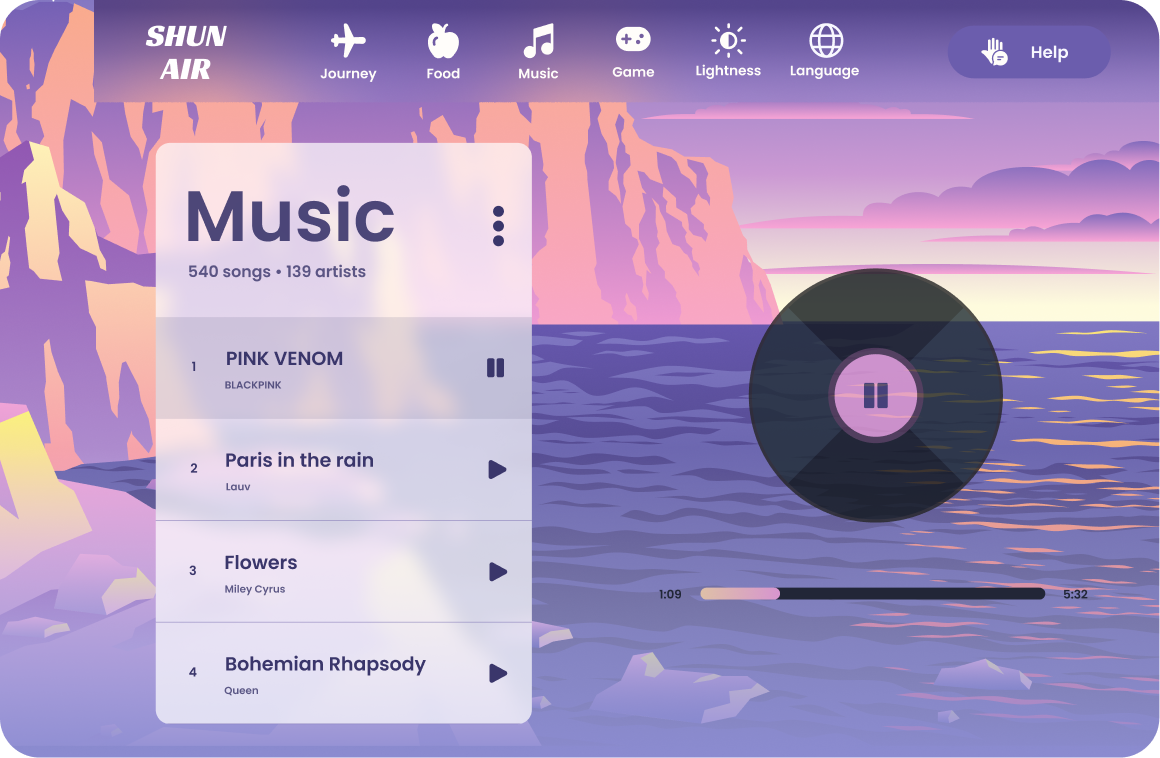 SHUN
AIR
Journey
Food
Music
Game
Lightness
Language
Help
Music
540 songs • 139 artists
1
PINK VENOM
BLACKPINK
2
Paris in the rain
Lauv
3
Flowers
Miley Cyrus
4
Bohemian Rhapsody
Queen
1:09
5:32